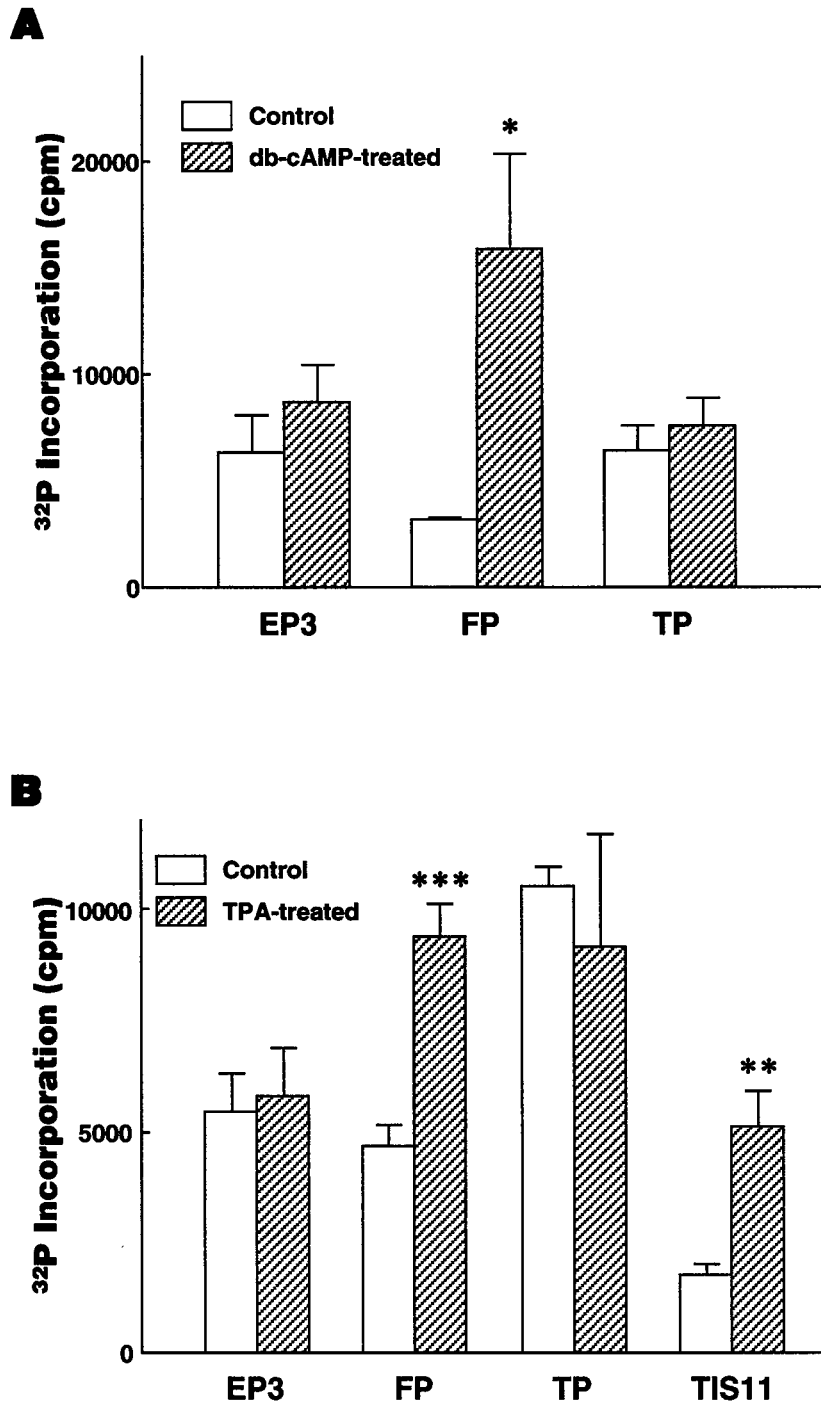 A
Control
db-cAMP-treated
*
20000
10000
0
³²P Incorporation (cpm)
EP3 FP TP
B
Control
TPA-treated
***
**
10000
5000
0
³²P Incorporation (cpm)
EP3 FP TP TIS11